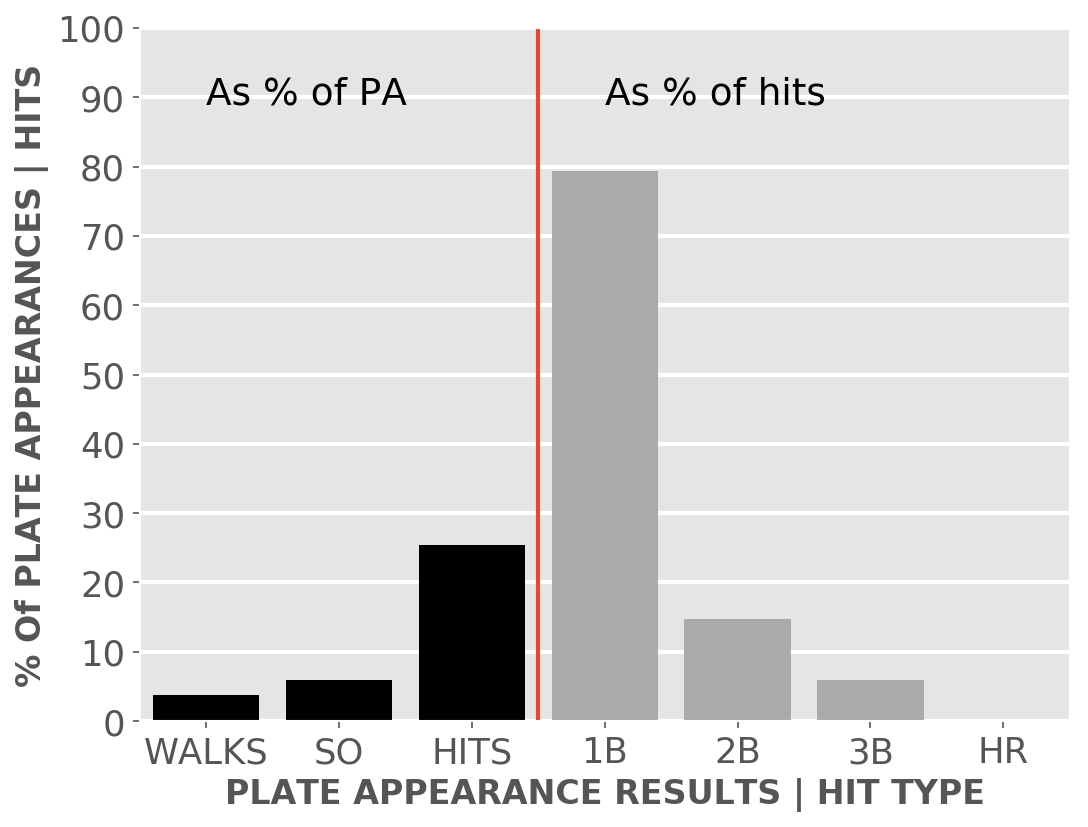 % Of PLATE APPEARANCES | HITS
100
90
80
70
60
50
40
30
20
10
0
As % of PA
As % of hits
WALKS SO HITS 1B 2B 3B HR
PLATE APPEARANCE RESULTS | HIT TYPE